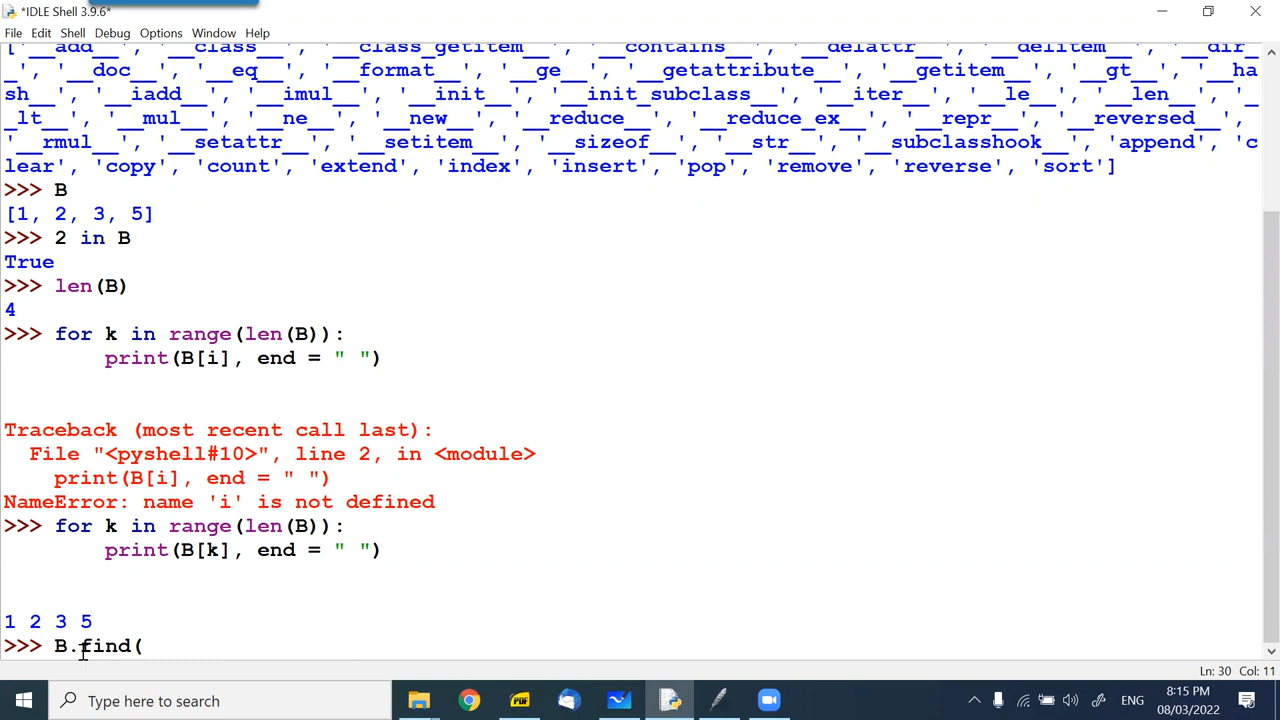 *IDLE Shell 3.9.6*
File Edit Shell Debug Options Window Help
['__add__', '__class__', '__class_getitem__', '__contains__', '__delattr__', '__delitem__', '__dir_
_', '__doc__', '__eq__', '__format__', '__ge__', '__getattribute__', '__getitem__', '__gt__', '__ha
sh__', '__iadd__', '__imul__', '__init__', '__init_subclass__', '__iter__', '__le__', '__len__', '_
_lt__', '__mul__', '__ne__', '__new__', '__reduce__', '__reduce_ex__', '__repr__', '__reversed__',
'__rmul__', '__setattr__', '__setitem__', '__sizeof__', '__str__', '__subclasshook__', 'append', 'c
lear', 'copy', 'count', 'extend', 'index', 'insert', 'pop', 'remove', 'reverse', 'sort']
>>> B
[1, 2, 3, 5]
>>> 2 in B
True
>>> len(B)
4
>>> for k in range(len(B)):
print(B[i], end = " ")
Traceback (most recent call last):
File "<pyshell#10>", line 2, in <module>
print(B[i], end = " ")
NameError: name 'i' is not defined
>>> for k in range(len(B)):
print(B[k], end = " ")
1 2 3 5
>>> B.find(
Ln: 30 Col: 11
Type here to search
PDF
ENG
8:15 PM
08/03/2022